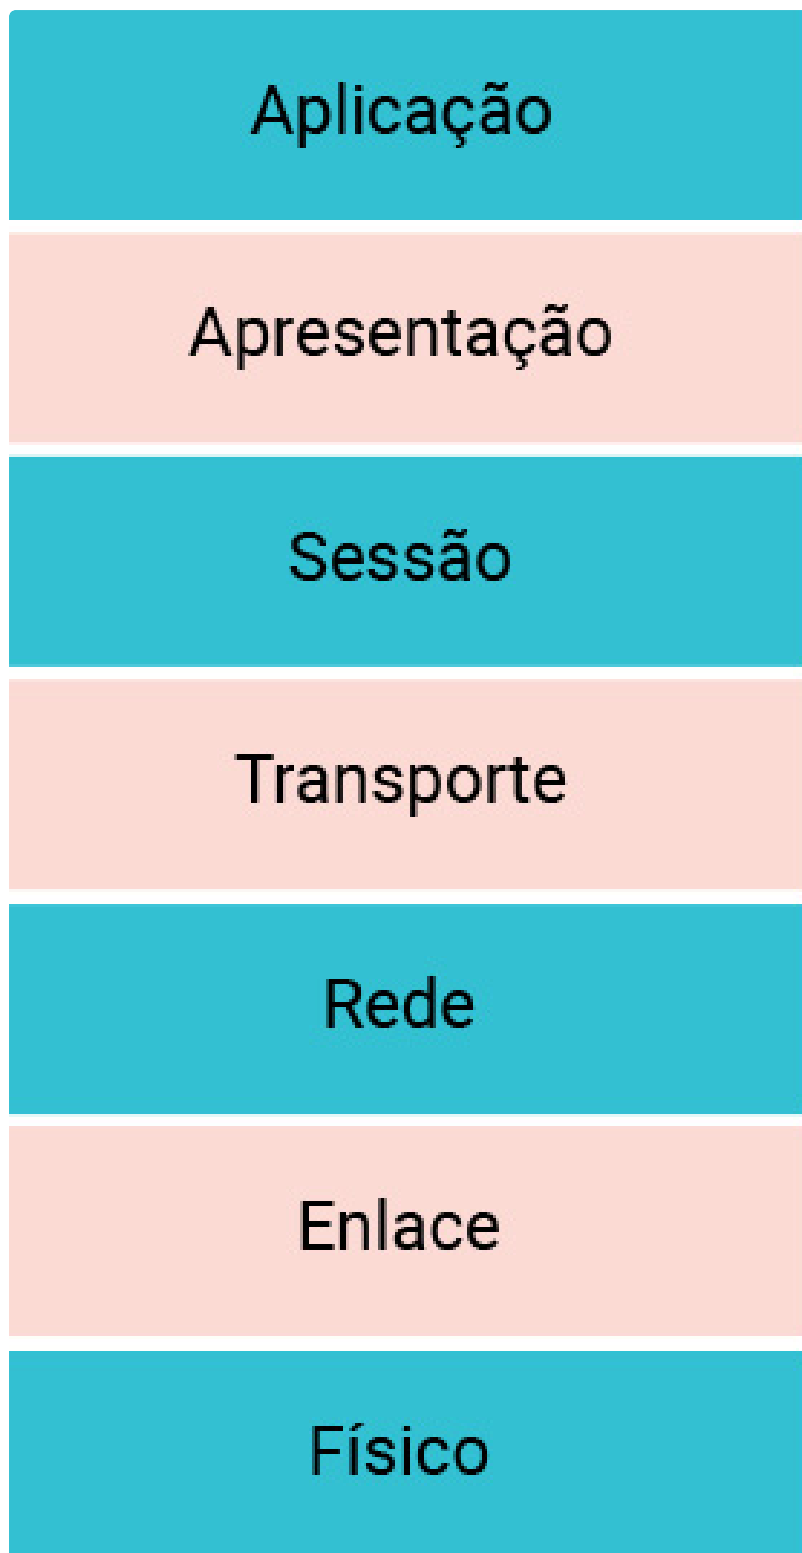 Aplicação
Apresentação
Sessão
Transporte
Rede
Enlace
Físico